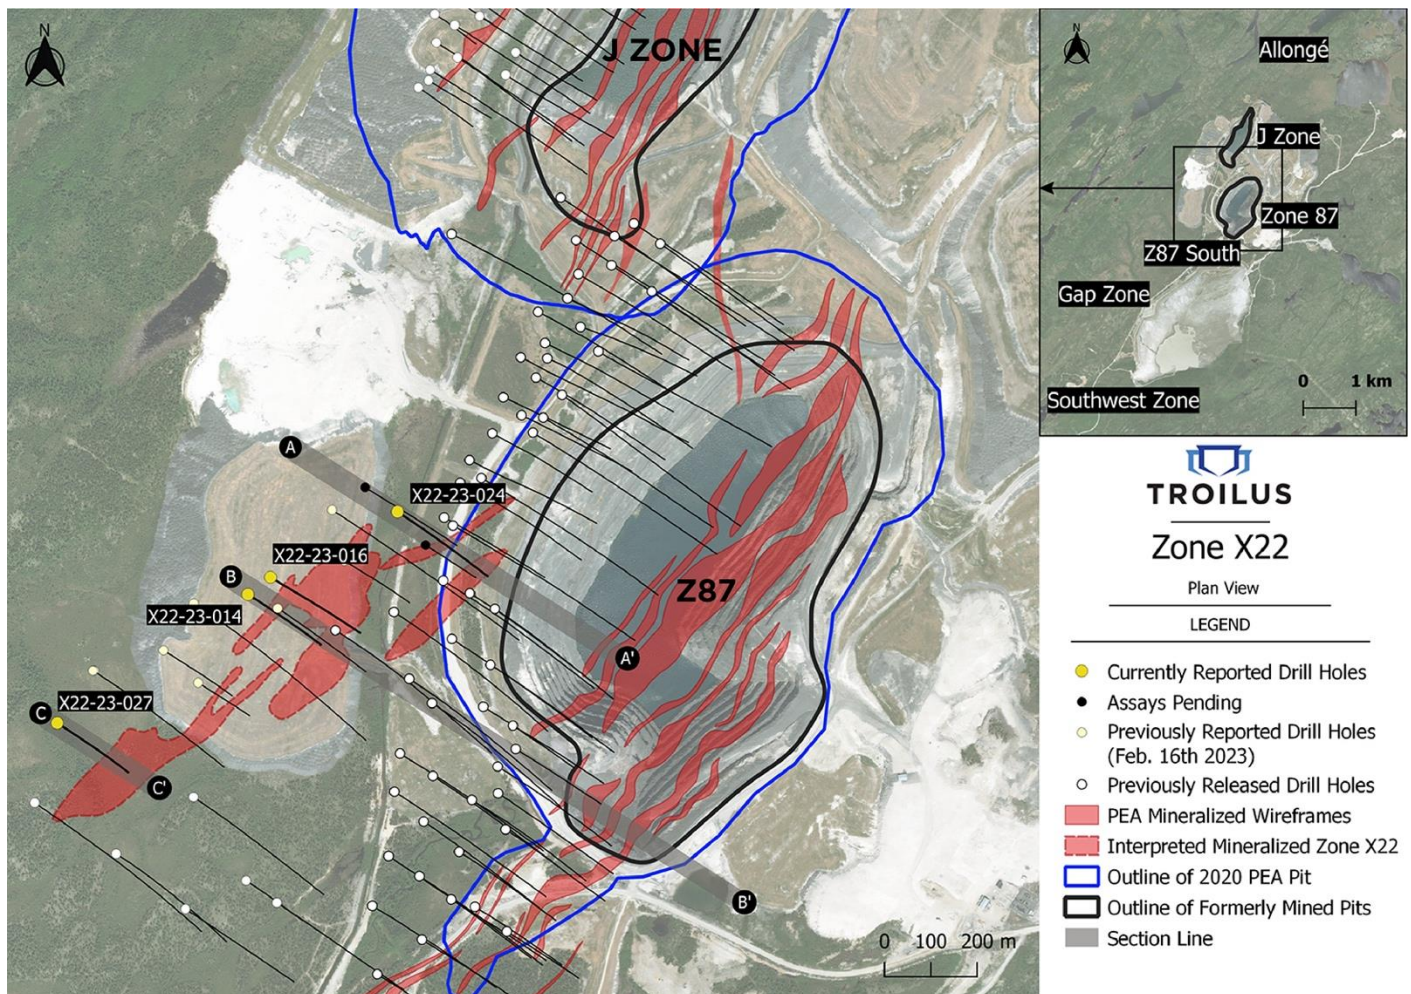 N
J ZONE
A
X22-23-024
X22-23-016
B
X22-23-014
Z87
A'
X22-23-027
C
C'
B'
0 100 200 m
N
Allongé
J Zone
Zone 87
Z87 South
Gap Zone
0 1 km
Southwest Zone
TROILUS
Zone X22
Plan View
LEGEND
Currently Reported Drill Holes
Assays Pending
Previously Reported Drill Holes
(Feb. 16th 2023)
Previously Released Drill Holes
PEA Mineralized Wireframes
Interpreted Mineralized Zone X22
Outline of 2020 PEA Pit
Outline of Formerly Mined Pits
Section Line